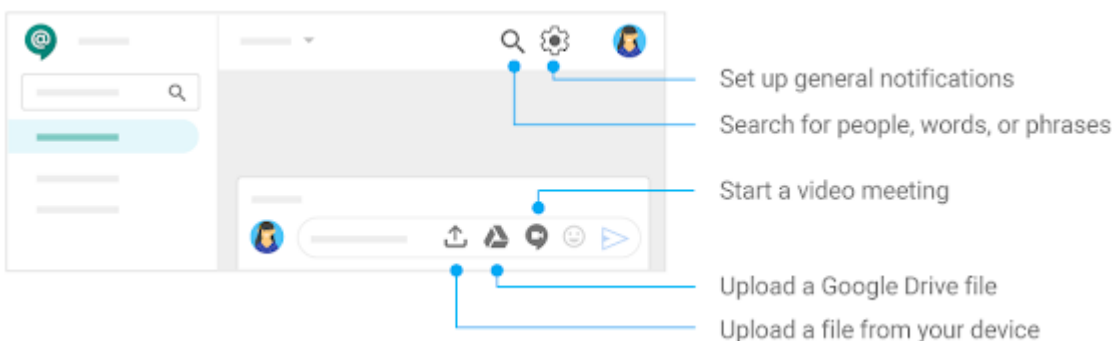 Set up general notifications
Search for people, words, or phrases
Start a video meeting
Upload a Google Drive file
Upload a file from your device